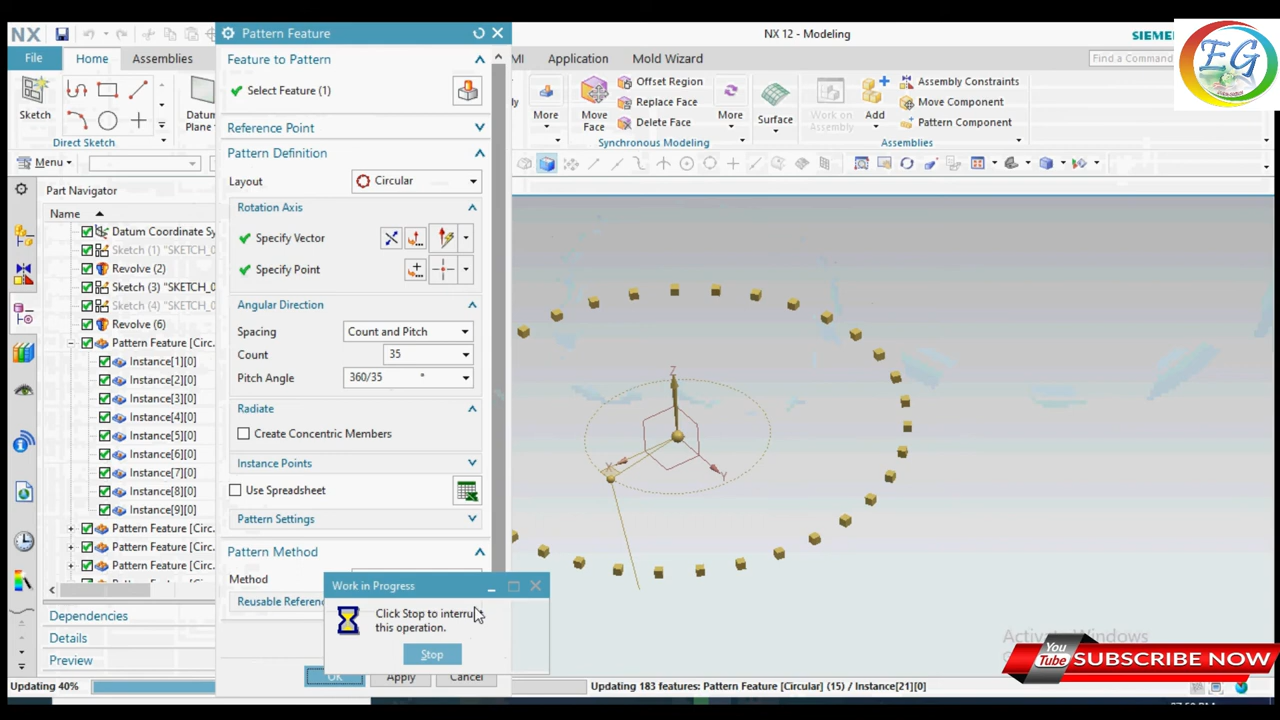 NX
Pattern Feature
NX 12 - Modeling
SIEM
EG
File
Home
Assemblies
MI
Application
Mold Wizard
Find a Command
Feature to Pattern
Select Feature (1)
Reference Point
Pattern Definition
Layout
Circular
Rotation Axis
Specify Vector
Specify Point
Angular Direction
Spacing
Count and Pitch
Count
35
Pitch Angle
360/35
°
Radiate
Create Concentric Members
Instance Points
Use Spreadsheet
Pattern Settings
Pattern Method
Method
Reusable Referen
OK
Apply
Cancel
Sketch
Datum
Plane
Direct Sketch
More
Move
Face
Offset Region
Replace Face
Delete Face
More
Synchronous Modeling
Surface
Work on
Assembly
Add
Assembly Constraints
Move Component
Pattern Component
Assemblies
Menu
Part Navigator
Name
Datum Coordinate Sy
Sketch (1) "SKETCH_0
Revolve (2)
Sketch (3) "SKETCH_0
Sketch (4) "SKETCH_0
Revolve (6)
Pattern Feature [Circ.
Instance[1][0]
Instance[2][0]
Instance[3][0]
Instance[4][0]
Instance[5][0]
Instance[6][0]
Instance[7][0]
Instance[8][0]
Instance[9][0]
Pattern Feature [Circ.
Pattern Feature [Circ.
Pattern Feature [Circ.
Dependencies
Details
Preview
Z
X
Y
Work in Progress
Click Stop to interru
this operation.
Stop
Activate Windows
You
Tube
SUBSCRIBE NOW
Updating 40%
Updating 183 features: Pattern Feature [Circular] (15) / Instance[21][0]